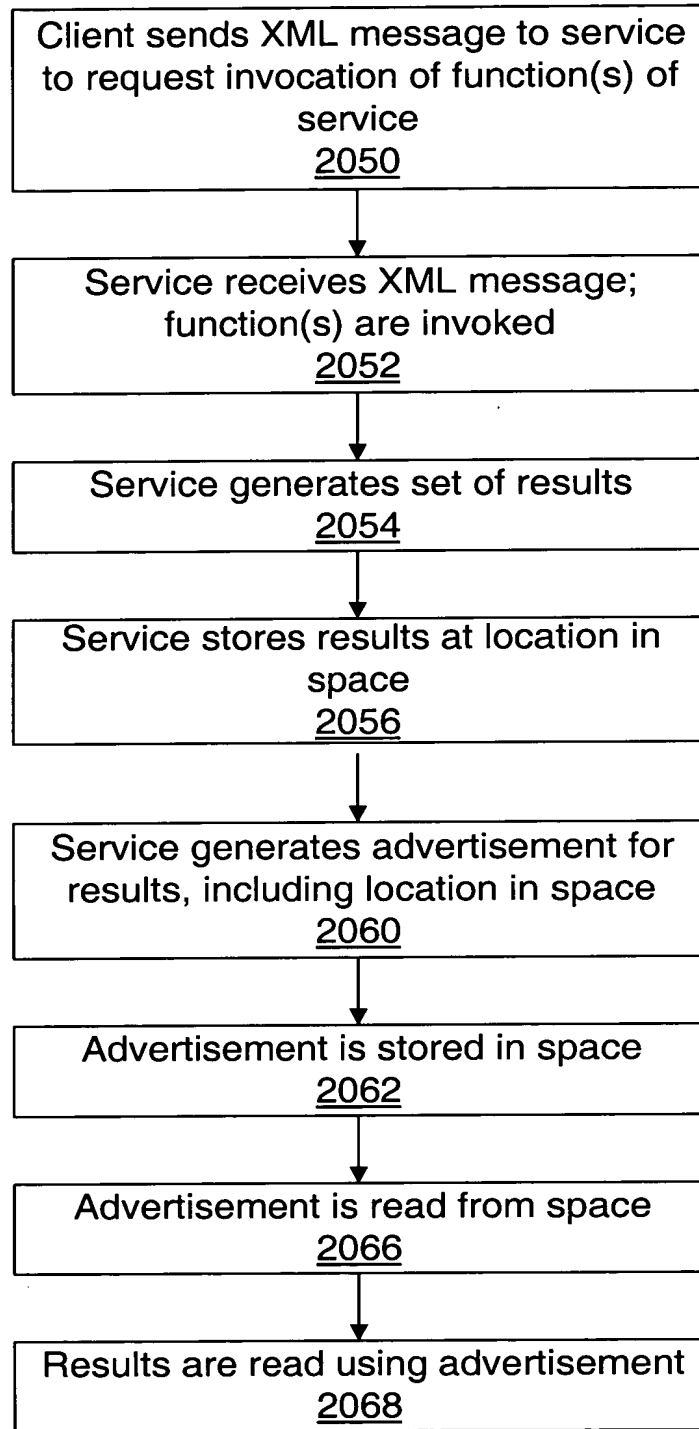 Client sends XML message to service
to request invocation of function(s) of
service
2050
Service receives XML message;
function(s) are invoked
2052
Service generates set of results
2054
Service stores results at location in
space
2056
Service generates advertisement for
results, including location in space
2060
Advertisement is stored in space
2062
Advertisement is read from space
2066
Results are read using advertisement
2068